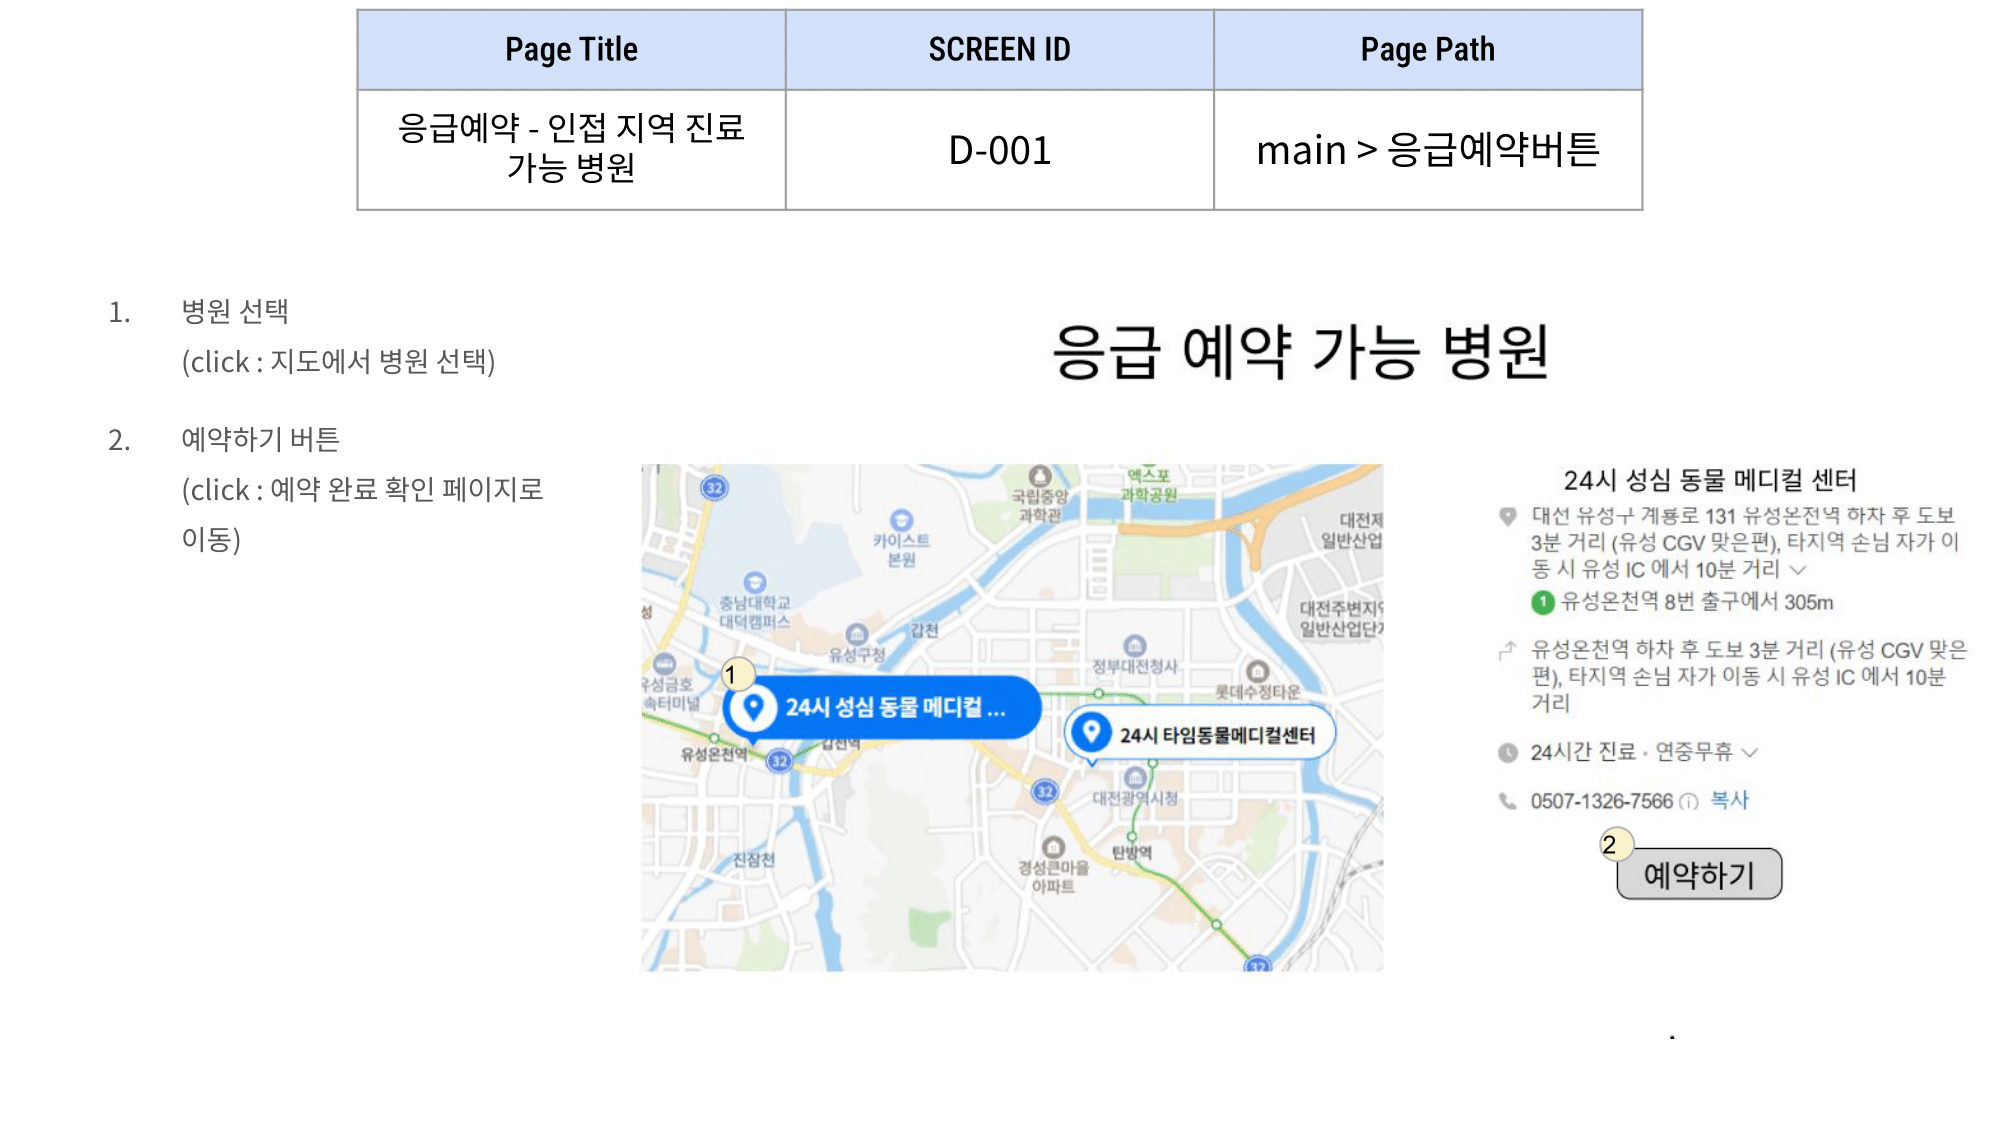 Page Title
SCREEN ID
Page Path
응급예약 - 인접 지역 진료
가능 병원
D-001
main > 응급예약버튼
1. 병원 선택
(click : 지도에서 병원 선택)
2. 예약하기 버튼
(click : 예약 완료 확인 페이지로
이동)
응급 예약 가능 병원
32
국립중앙
과학관
엑스포
과학공원
카이스트
본원
대전제
일반산업
충남대학교
대덕캠퍼스
성
갑천
유성구청
대전주변지역
일반산업단지
정부대전청사
롯데수정타운
유성금호
속터미널
1
24시 성심 동물 메디컬 ...
24시 타임동물메디컬센터
유성온천역
갑천역
32
32
대전광역시청
진잠천
경성큰마을
아파트
탄방역
32
24시 성심 동물 메디컬 센터
대전 유성구 계룡로 131 유성온천역 하차 후 도보
3분 거리 (유성 CGV 맞은편), 타지역 손님 자가 이
동 시 유성 IC 에서 10분 거리
1 유성온천역 8번 출구에서 305m
유성온천역 하차 후 도보 3분 거리 (유성 CGV 맞은
편), 타지역 손님 자가 이동 시 유성 IC 에서 10분
거리
24시간 진료 · 연중무휴
0507-1326-7566 복사
2
예약하기